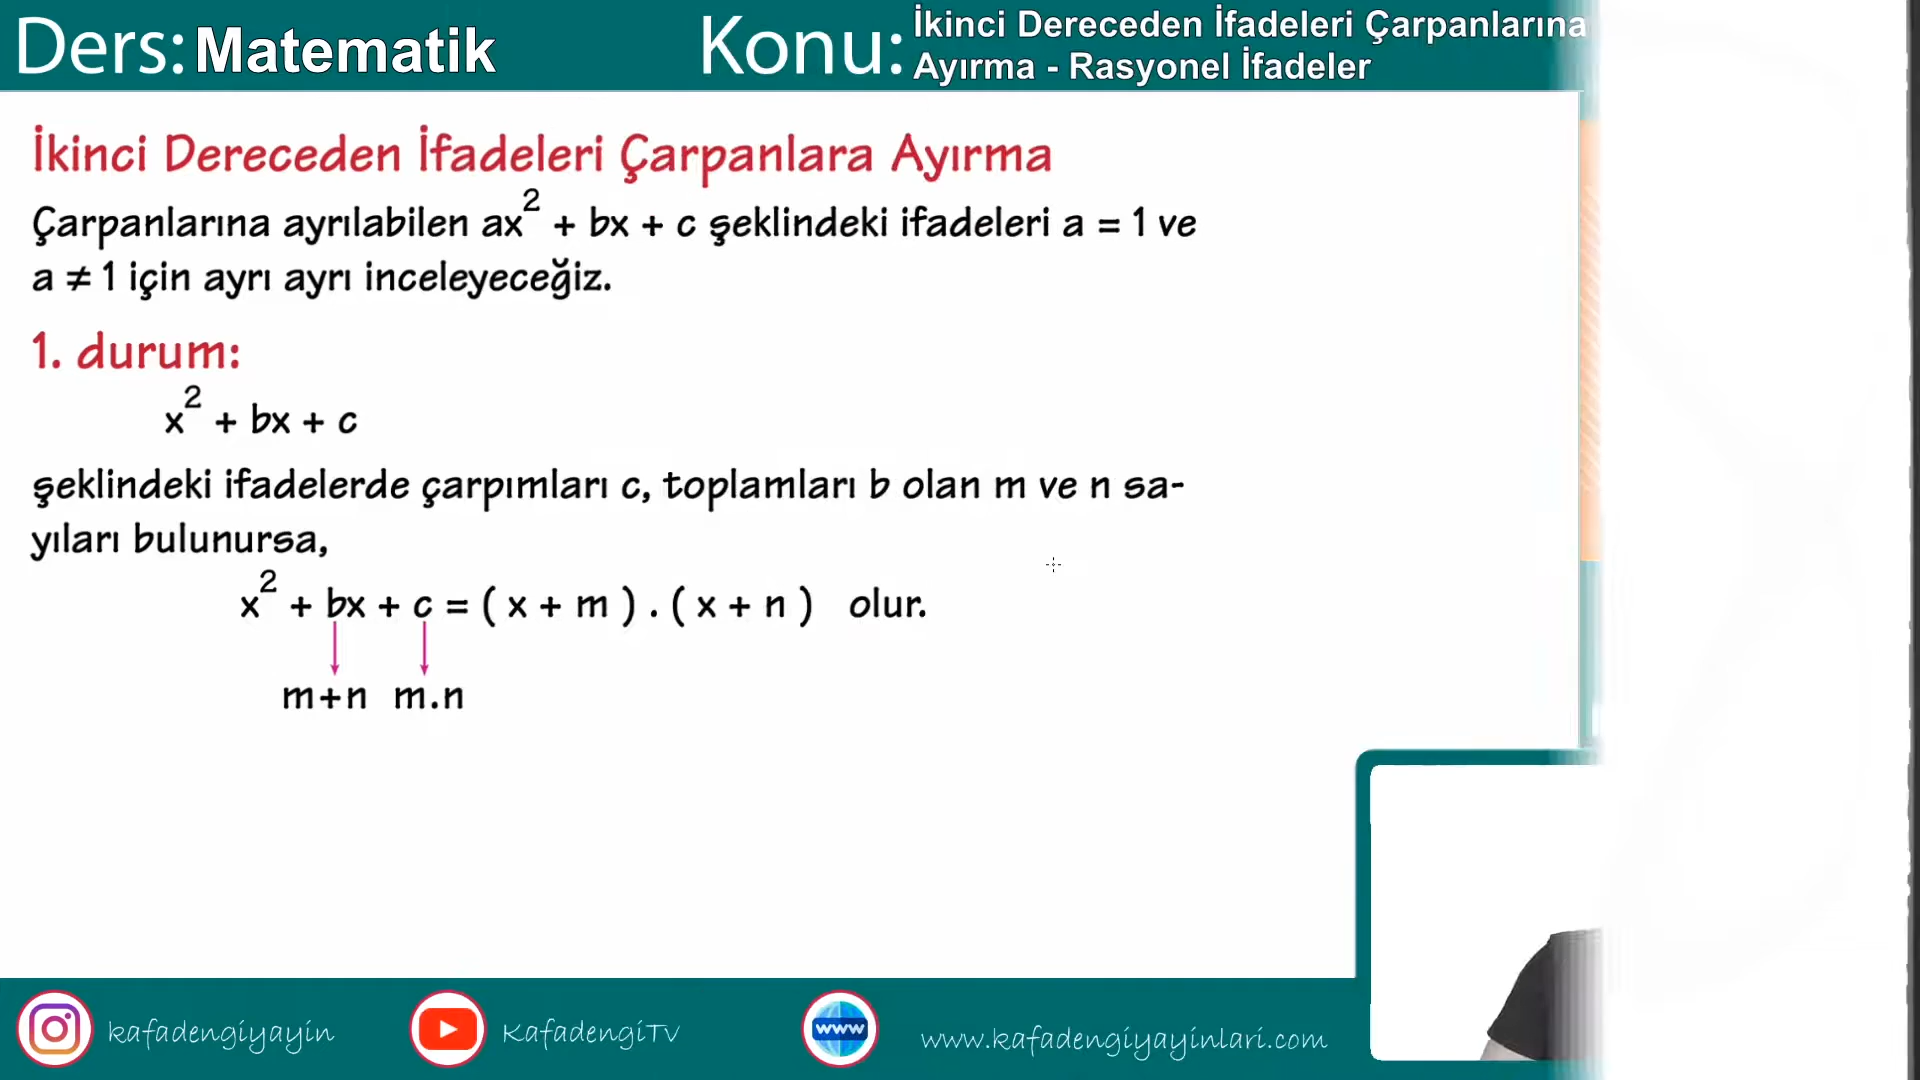 Ders: Matematik
Konu: İkinci Dereceden İfadeleri Çarpanlarına
Ayırma - Rasyonel İfadeler
İkinci Dereceden İfadeleri Çarpanlara Ayırma
Çarpanlarına ayrılabilen ax² + bx + c şeklindeki ifadeleri a = 1 ve
a ≠ 1 için ayrı ayrı inceleyeceğiz.
1. durum:
x² + bx + c
şeklindeki ifadelerde çarpımları c, toplamları b olan m ve n sa-
yıları bulunursa,
x² + bx + c = ( x + m ) . ( x + n ) olur.
m+n m.n
kafadengiyayin
KafadengiTv
www
www.kafadengiyayinlari.com